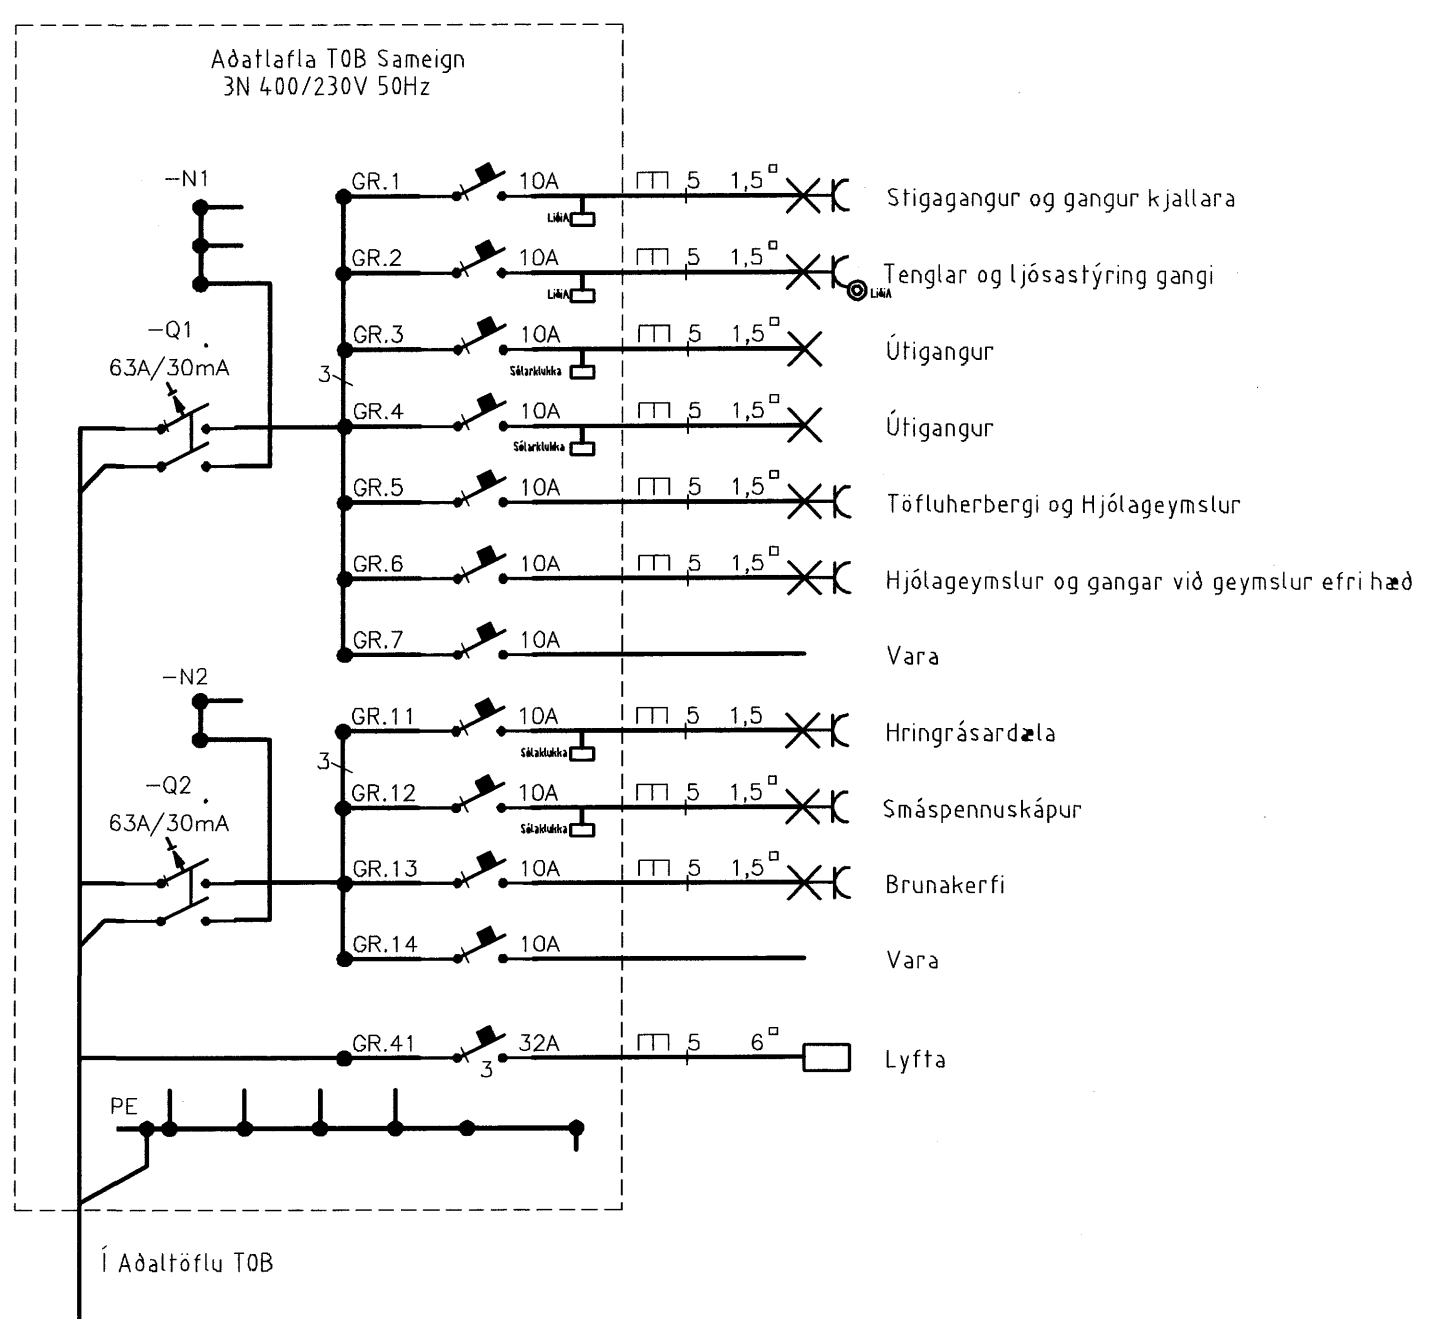 Aðatlafla T0B Sameign
3N 400/230V 50Hz
-N1
GR.1 10A 5 1,5 Stigagangur og gangur kjallara
LiðiA
GR.2 10A 5 1,5 Tenglar og ljósastýring gangi
LiðiA LiðiA
-Q1
63A/30mA
GR.3 10A 5 1,5 Útigangur
Sólarklukka
3
GR.4 10A 5 1,5 Útigangur
Sólarklukka
GR.5 10A 5 1,5 Töfluherbergi og Hjólageymslur
GR.6 10A 5 1,5 Hjólageymslur og gangar við geymslur efri hæð
GR.7 10A Vara
-N2
GR.11 10A 5 1,5 Hringrásardæla
Sólaklukka
3
-Q2
63A/30mA
GR.12 10A 5 1,5 Smáspennuskápur
Sólaklukka
GR.13 10A 5 1,5 Brunakerfi
GR.14 10A Vara
GR.41 32A 5 6 Lyfta
3
PE
Í Aðaltöflu T0B